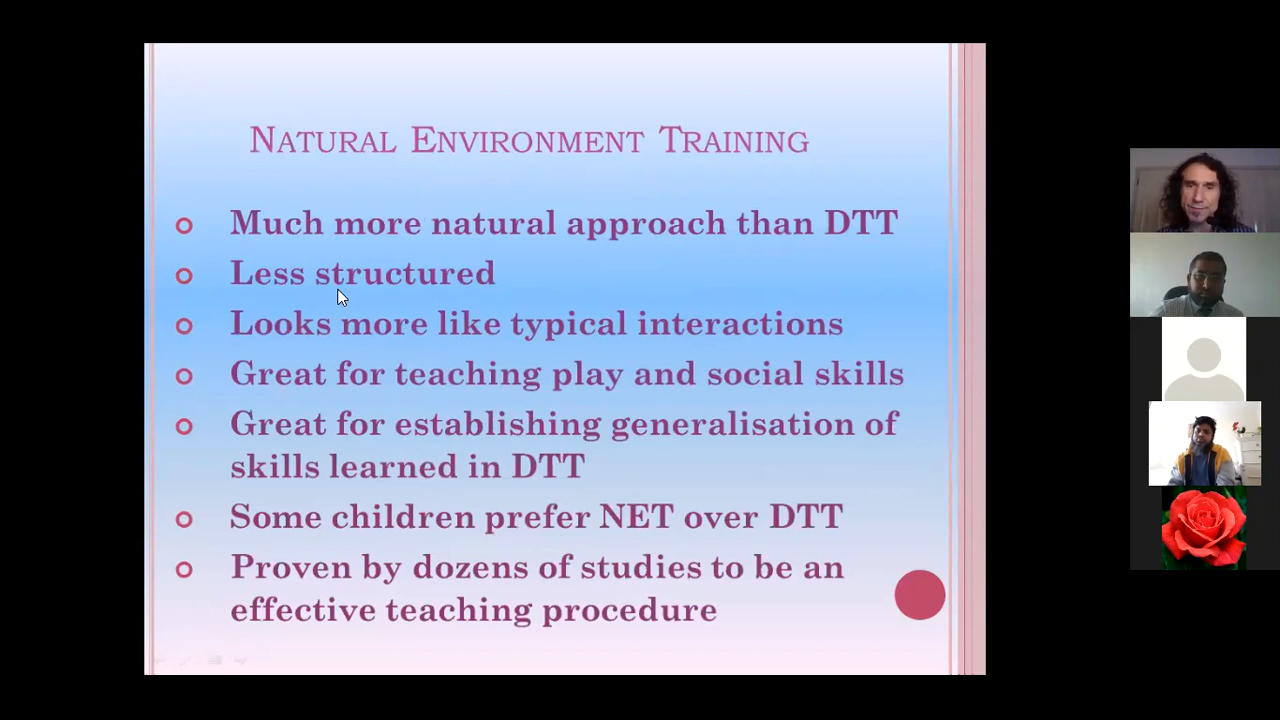 Natural Environment Training
Much more natural approach than DTT
Less structured
Looks more like typical interactions
Great for teaching play and social skills
Great for establishing generalisation of
skills learned in DTT
Some children prefer NET over DTT
Proven by dozens of studies to be an
effective teaching procedure